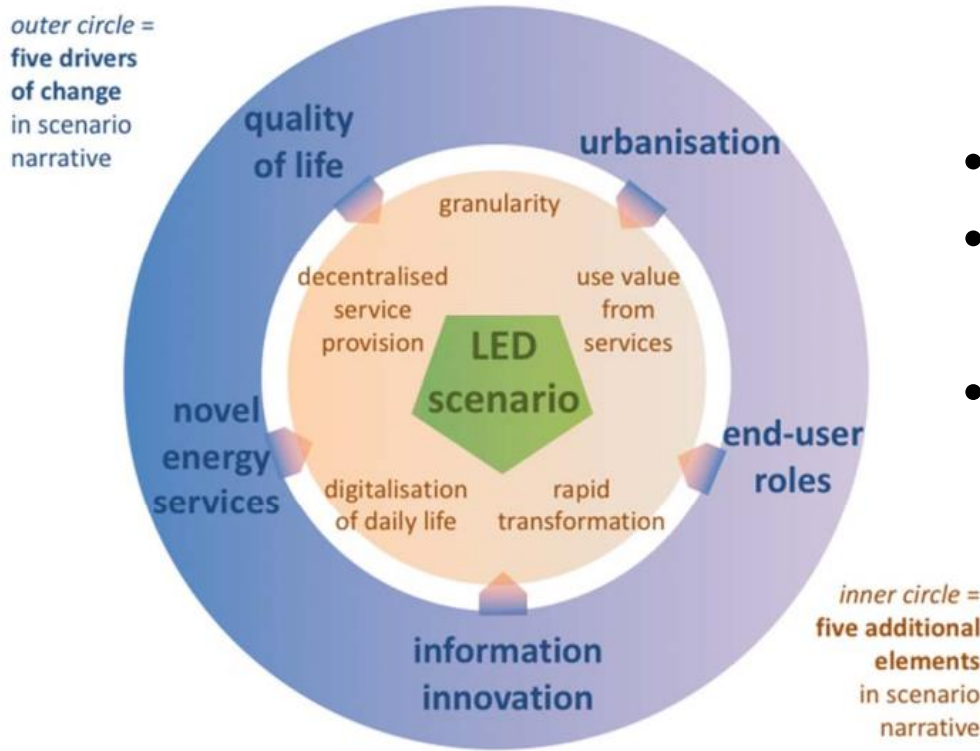 outer circle =
five drivers
of change
in scenario
narrative
quality
of life
urbanisation
granularity
decentralised
service
provision
use value
from
services
LED
scenario
novel
energy
services
end-user
roles
digitalisation
of daily life
rapid
transformation
information
innovation
inner circle =
five additional
elements
in scenario
narrative
•
•
•